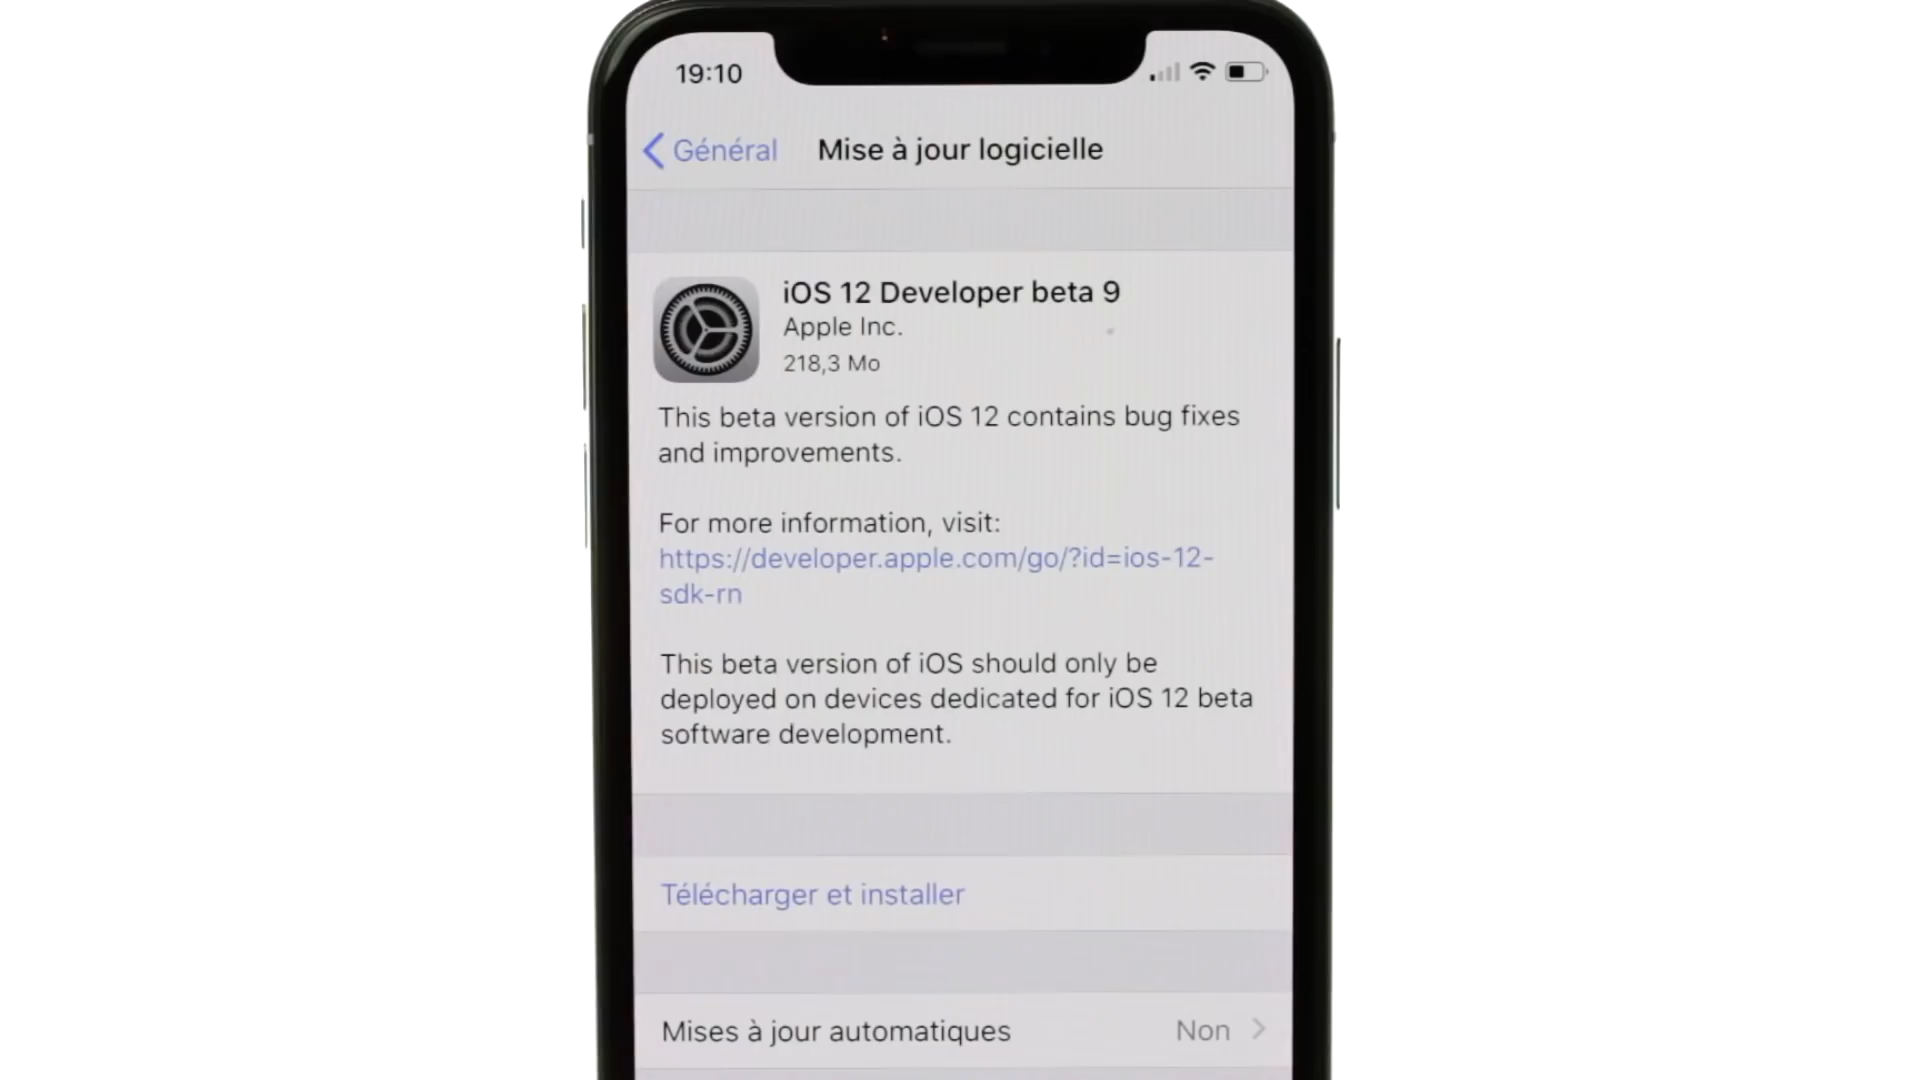 19:10
Général
Mise à jour logicielle
iOS 12 Developer beta 9
Apple Inc.
218,3 Mo
This beta version of iOS 12 contains bug fixes
and improvements.
For more information, visit:
https://developer.apple.com/go/?id=ios-12-
sdk-rn
This beta version of iOS should only be
deployed on devices dedicated for iOS 12 beta
software development.
Télécharger et installer
Mises à jour automatiques
Non